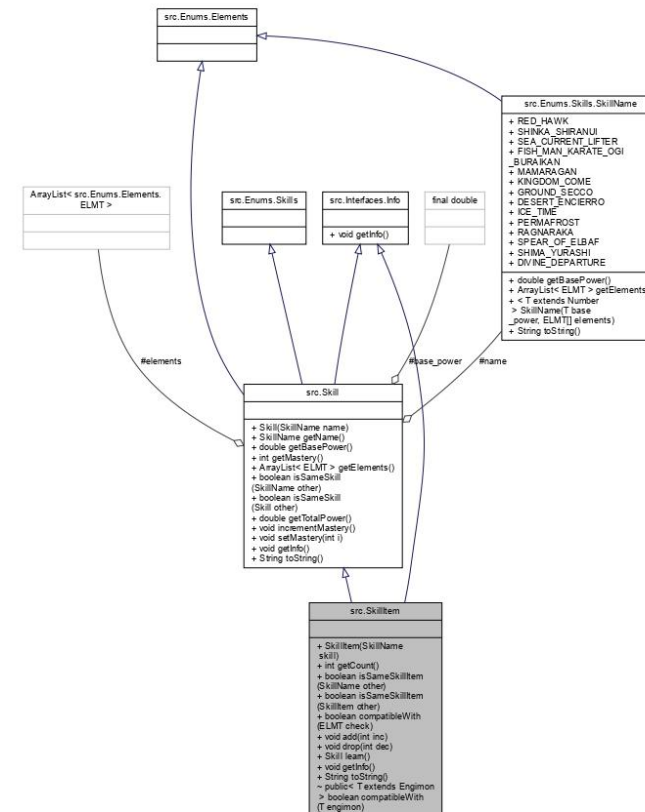 src.Enums.Elements
src.Enums.Skills.SkillName
+ RED_HAWK
+ SHINKA_SHIRANUI
+ SEA_CURRENT_LIFTER
+ FISH_MAN_KARATE_OGI
_BURAIKAN
+ MAMARAGAN
+ KINGDOM_COME
+ GROUND_SECCO
+ DESERT_ENCIERRO
+ ICE_TIME
+ PERMAFROST
+ RAGNARAKA
+ SPEAR_OF_ELBAF
+ SHIMA_YURASHI
+ DIVINE_DEPARTURE
+ double getBasePower()
+ ArrayList< ELMT > getElements
+ < T extends Number
> SkillName(T base
_power, ELMT[] elements)
+ String toString()
ArrayList< src.Enums.Elements.
ELMT >
src.Enums.Skills
src.Interfaces.Info
+ void getInfo()
final double
#elements
#base_power
#name
src.Skill
+ Skill(SkillName name)
+ SkillName getName()
+ double getBasePower()
+ int getMastery()
+ ArrayList< ELMT > getElements()
+ boolean isSameSkill
(SkillName other)
+ boolean isSameSkill
(Skill other)
+ double getTotalPower()
+ void incrementMastery()
+ void setMastery(int i)
+ void getInfo()
+ String toString()
src.SkillItem
+ SkillItem(SkillName
skill)
+ int getCount()
+ boolean isSameSkillItem
(SkillName other)
+ boolean isSameSkillItem
(SkillItem other)
+ boolean compatibleWith
(ELMT check)
+ void add(int inc)
+ void drop(int dec)
+ Skill learn()
+ void getInfo()
+ String toString()
~ public< T extends Engimon
> boolean compatibleWith
(T engimon)